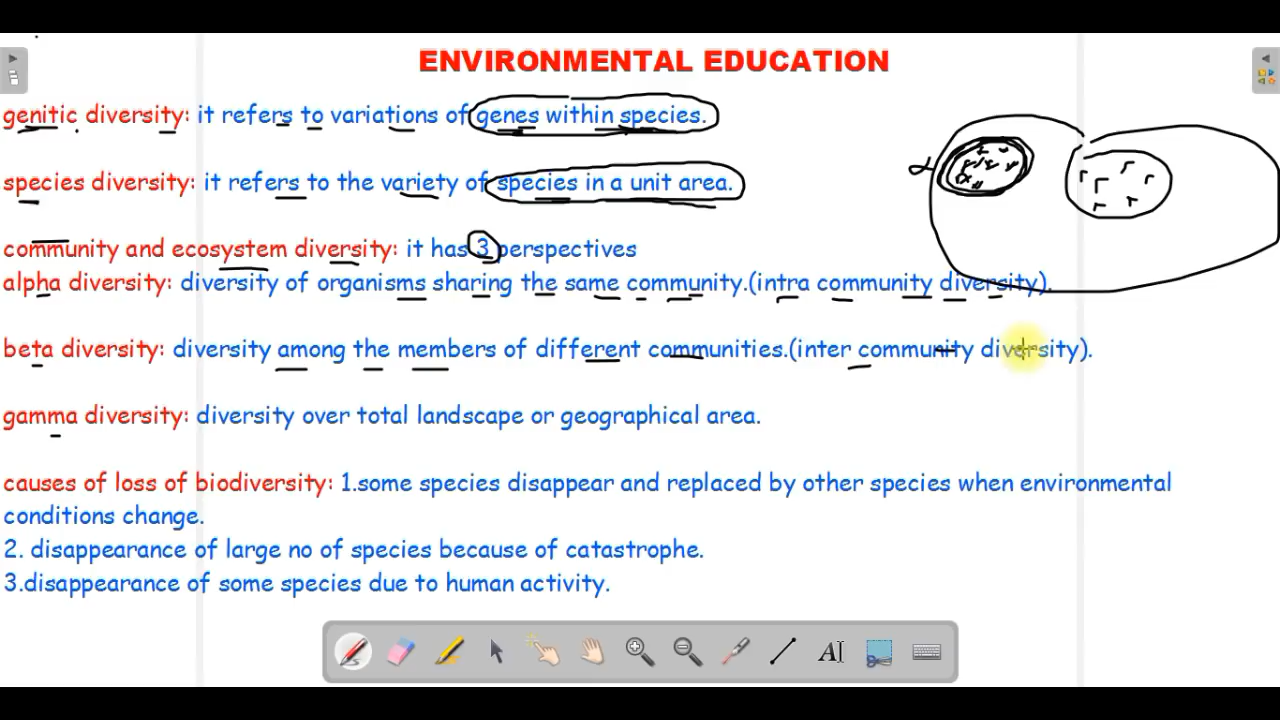 ENVIRONMENTAL EDUCATION
genitic diversity: it refers to variations of genes within species.
species diversity: it refers to the variety of species in a unit area.
community and ecosystem diversity: it has 3 perspectives
alpha diversity: diversity of organisms sharing the same community.(intra community diversity).
α
beta diversity: diversity among the members of different communities.(inter community diversity).
gamma diversity: diversity over total landscape or geographical area.
causes of loss of biodiversity: 1.some species disappear and replaced by other species when environmental
conditions change.
2. disappearance of large no of species because of catastrophe.
3.disappearance of some species due to human activity.
AI